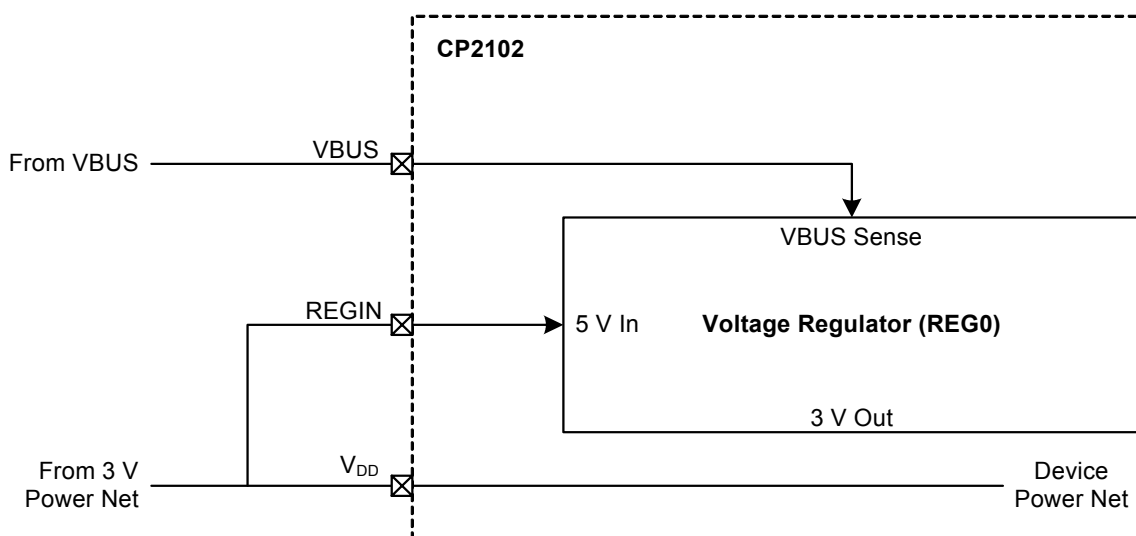 CP2102
From VBUS
VBUS
VBUS Sense
REGIN
5 V In
Voltage Regulator (REG0)
3 V Out
From 3 V
Power Net
VDD
Device
Power Net